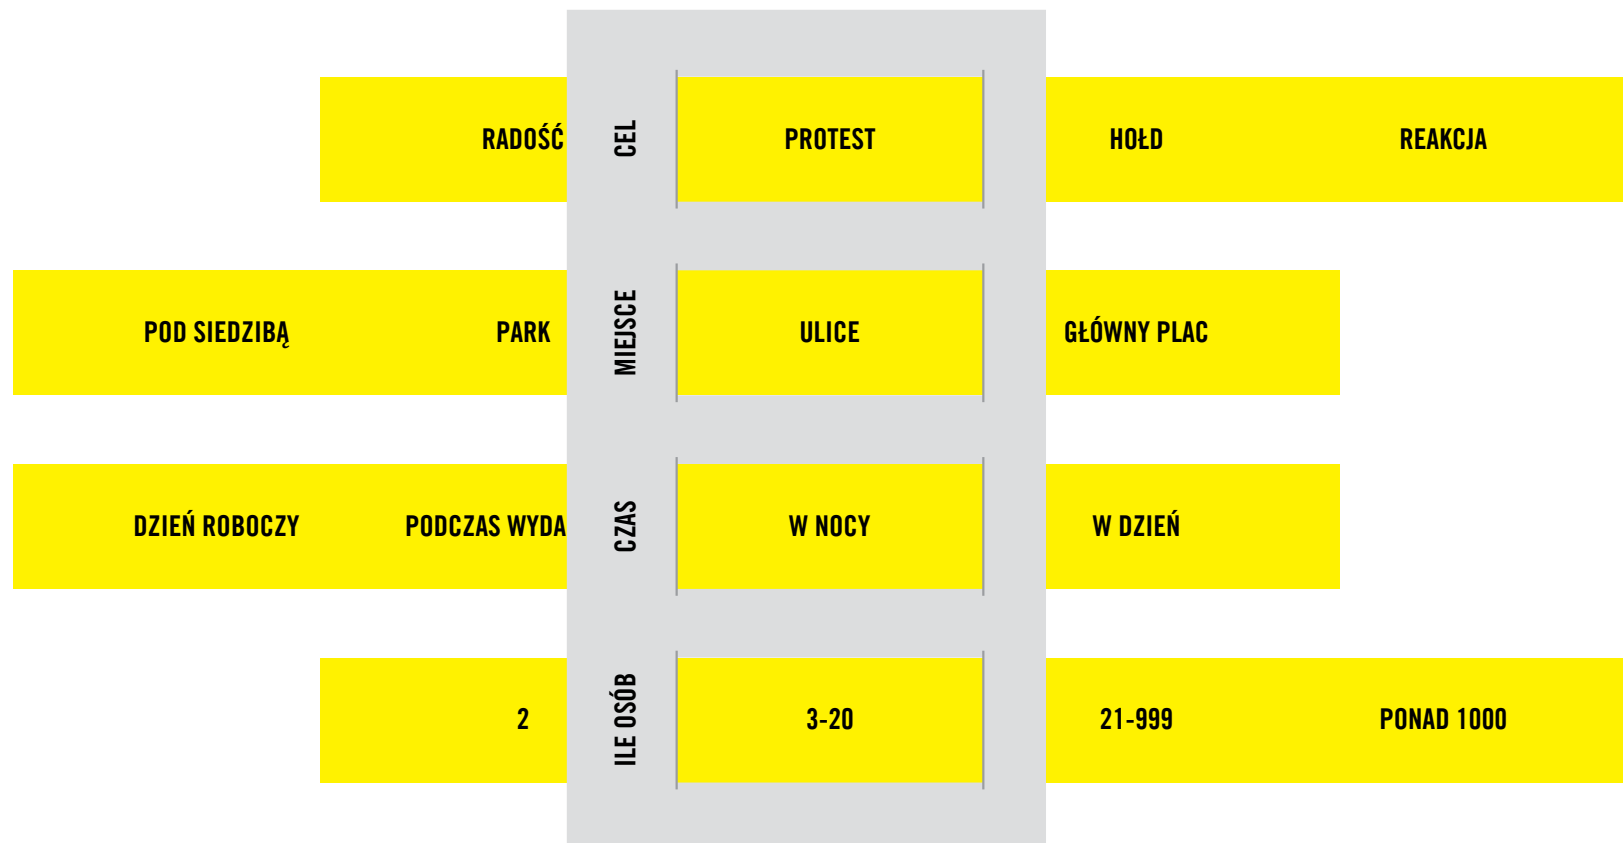 RADOŚĆ CEL PROTEST HOŁD REAKCJA
POD SIEDZIBĄ PARK MIEJSCE ULICE GŁÓWNY PLAC
DZIEŃ ROBOCZY PODCZAS WYDA CZAS W NOCY W DZIEŃ
2 ILE OSÓB 3-20 21-999 PONAD 1000